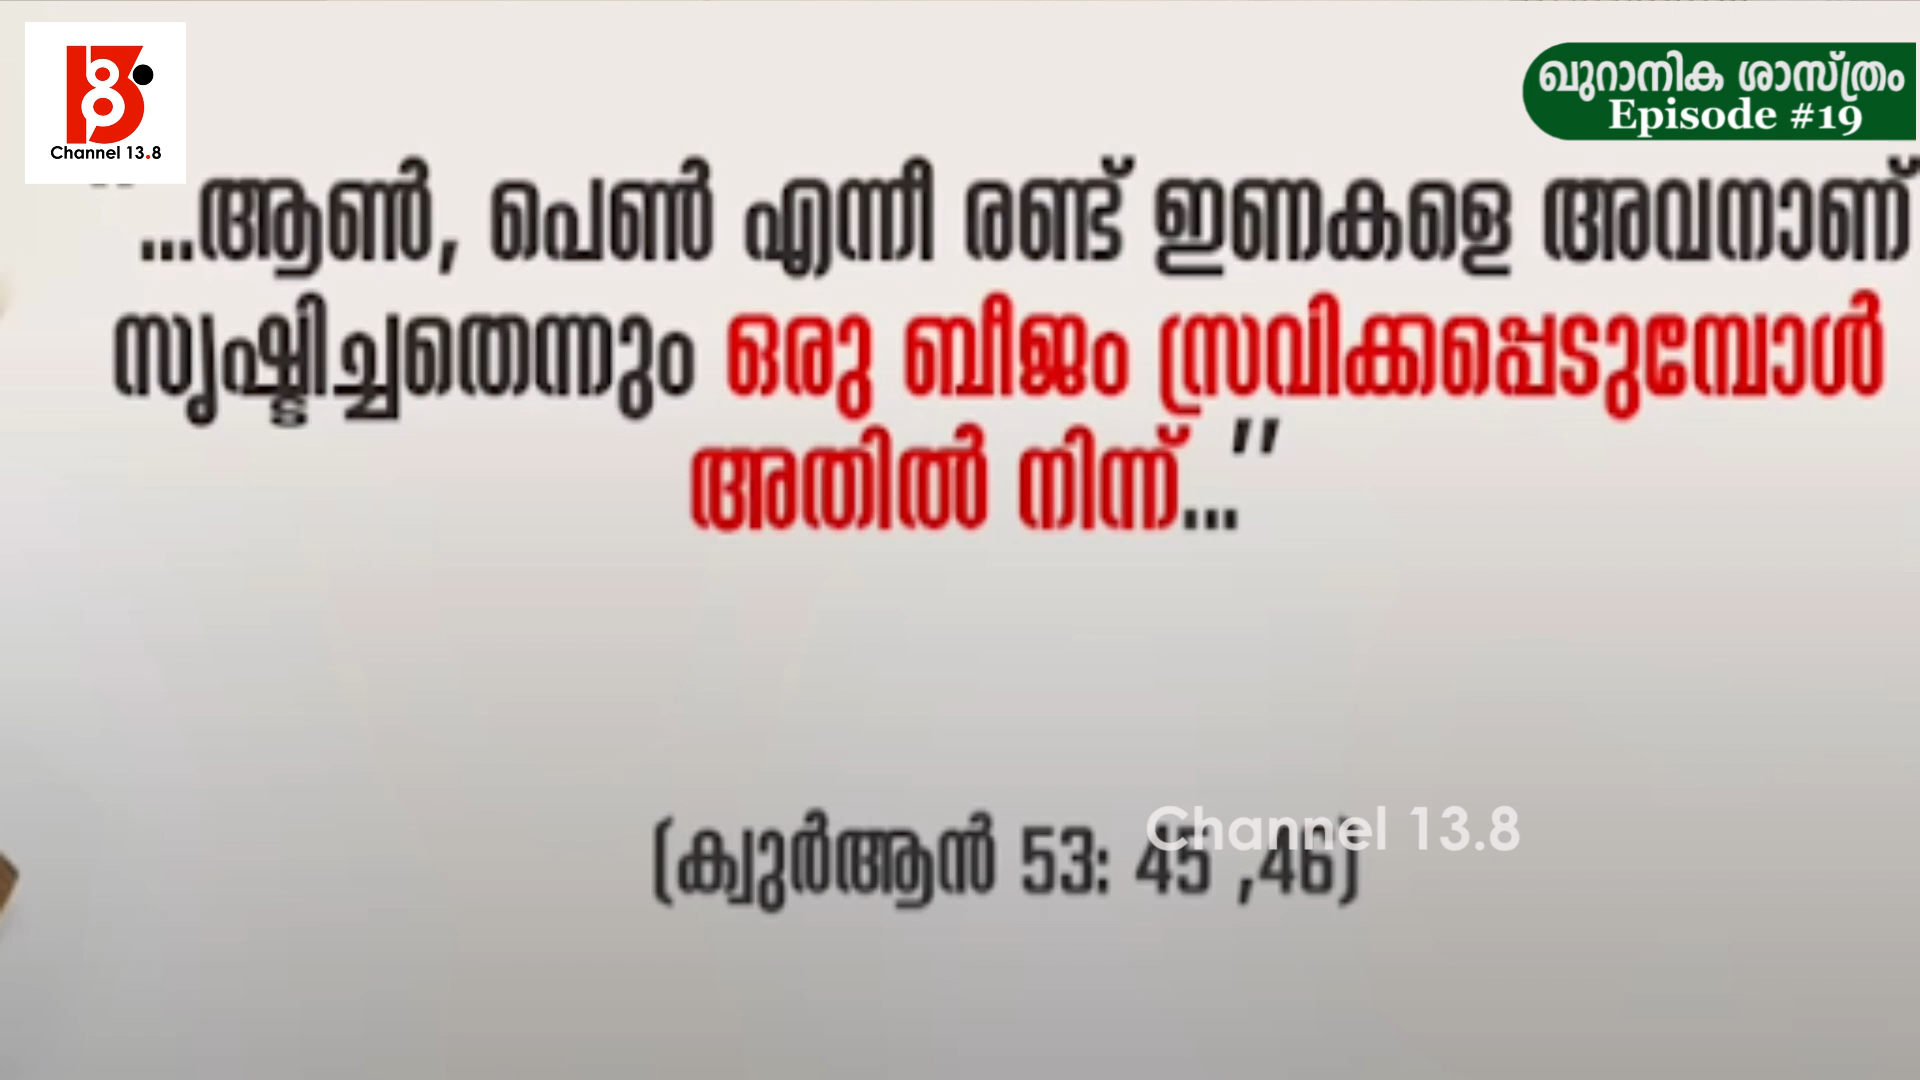 Channel 13.8
ഖുറാനിക ശാസ്ത്രം
Episode #19
"...ആൺ, പെൺ എന്നീ രണ്ട് ഇണകളെ അവനാണ്
സൃഷ്ടിച്ചതെന്നും ഒരു ബീജം സ്രവിക്കപ്പെടുമ്പോൾ
അതിൽ നിന്ന്..."
Channel 13.8
(ക്വുർആൻ 53: 45 ,46)